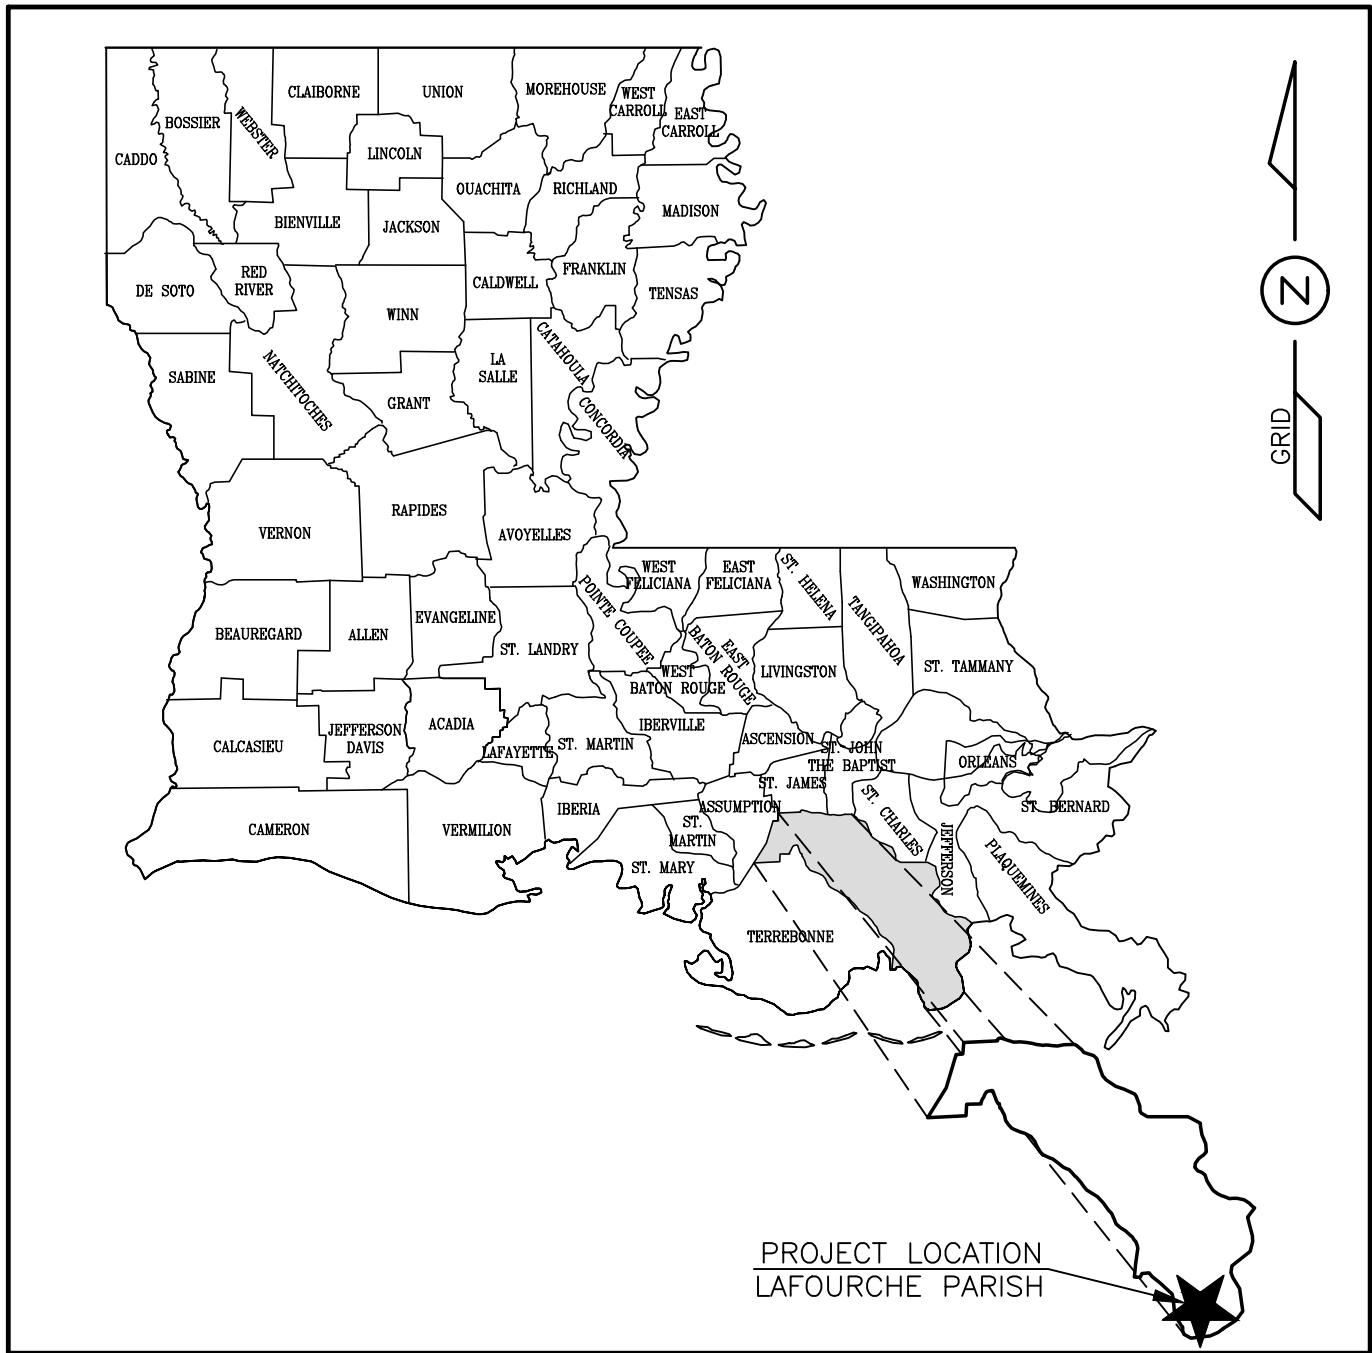 CLAIBORNE
UNION
MOREHOUSE
WEST
CARROLL
EAST
CARROLL
BOSSIER
WEBSTER
CADDO
LINCOLN
OUACHITA
RICHLAND
MADISON
BIENVILLE
JACKSON
RED
RIVER
DE SOTO
CALDWELL
FRANKLIN
TENSAS
WINN
CATAHOULA
SABINE
NATCHITOCHES
LA
SALLE
GRANT
CONCORDIA
N
GRID
VERNON
RAPIDES
AVOYELLES
WEST
FELICIANA
EAST
FELICIANA
ST. HELENA
TANGIPAHOA
WASHINGTON
POINTE COUPEE
BEAUREGARD
ALLEN
EVANGELINE
ST. LANDRY
WEST
BATON ROUGE
EAST
BATON ROUGE
LIVINGSTON
ST. TAMMANY
CALCASIEU
JEFFERSON
DAVIS
ACADIA
LAFAYETTE
ST. MARTIN
IBERVILLE
ASCENSION
ST. JOHN
THE BAPTIST
ORLEANS
ST. JAMES
ST. BERNARD
CAMERON
VERMILION
IBERIA
ST.
MARTIN
ASSUMPTION
ST. CHARLES
JEFFERSON
PLAQUEMINES
ST. MARY
TERREBONNE
PROJECT LOCATION
LAFOURCHE PARISH